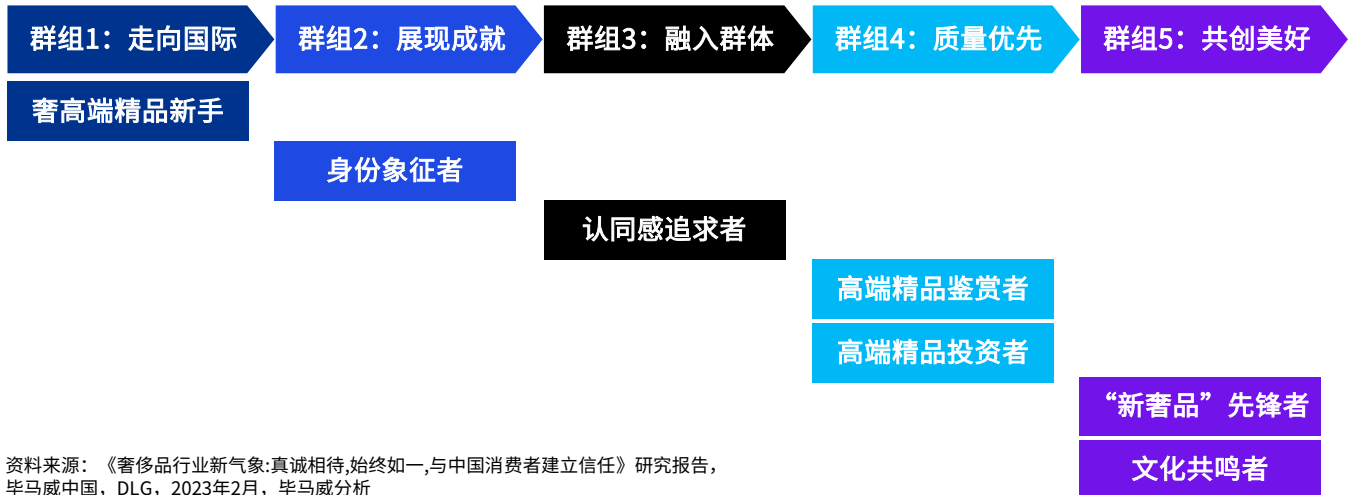 群组1：走向国际
群组2：展现成就
群组3：融入群体
群组4：质量优先
群组5：共创美好
奢高端精品新手
身份象征者
认同感追求者
高端精品鉴赏者
高端精品投资者
“新奢品”先锋者
文化共鸣者
资料来源：《奢侈品行业新气象:真诚相待,始终如一,与中国消费者建立信任》研究报告，
毕马威中国，DLG，2023年2月，毕马威分析